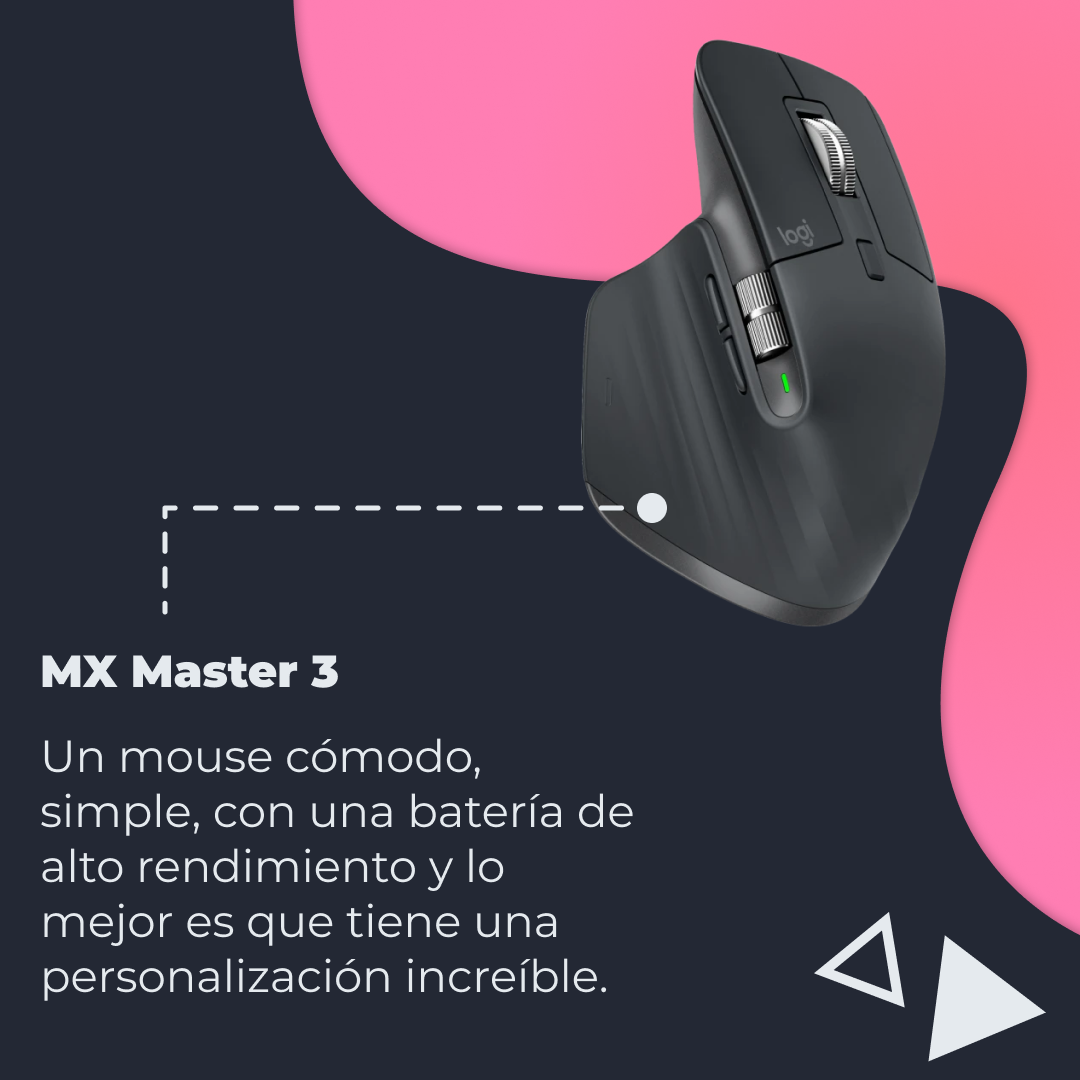 logi
MX Master 3
Un mouse cómodo,
simple, con una batería de
alto rendimiento y lo
mejor es que tiene una
personalización increíble.